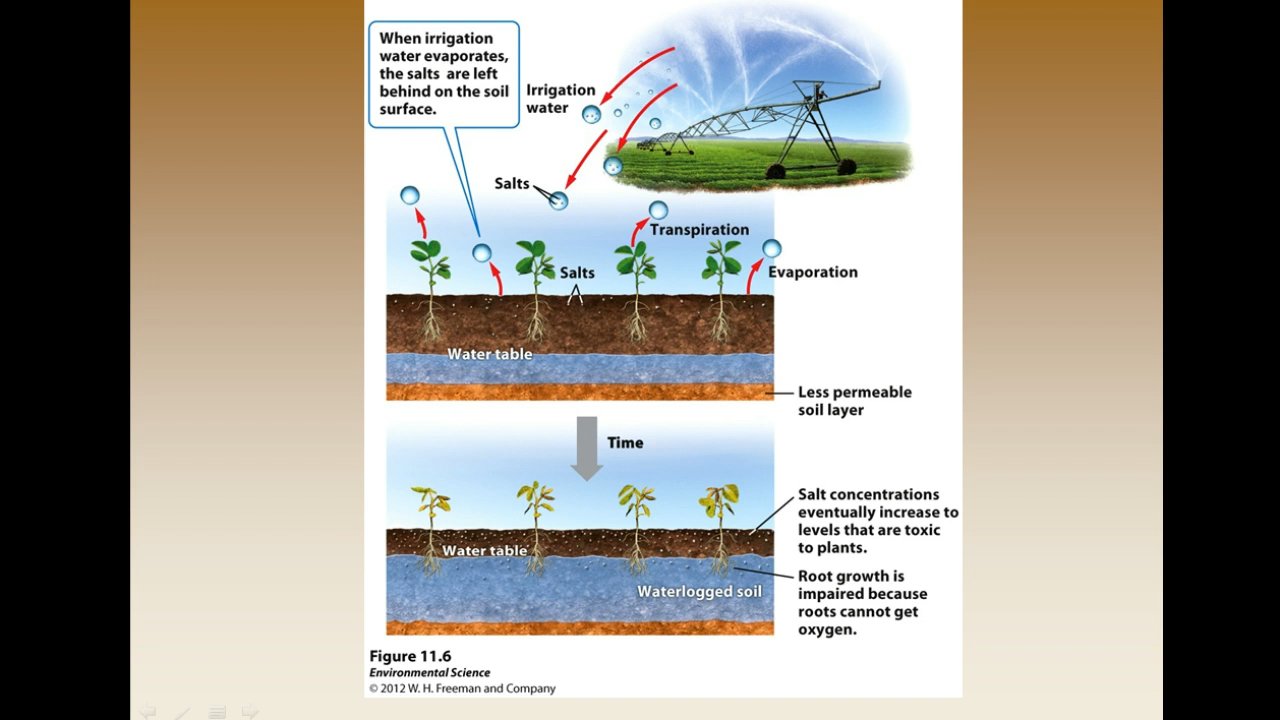 When irrigation
water evaporates,
the salts are left
behind on the soil
surface.
Irrigation
water
Salts
Transpiration
Salts
Evaporation
Water table
Less permeable
soil layer
Time
Salt concentrations
eventually increase to
levels that are toxic
to plants.
Water table
Root growth is
impaired because
roots cannot get
oxygen.
Waterlogged soil
Figure 11.6
Environmental Science
© 2012 W. H. Freeman and Company